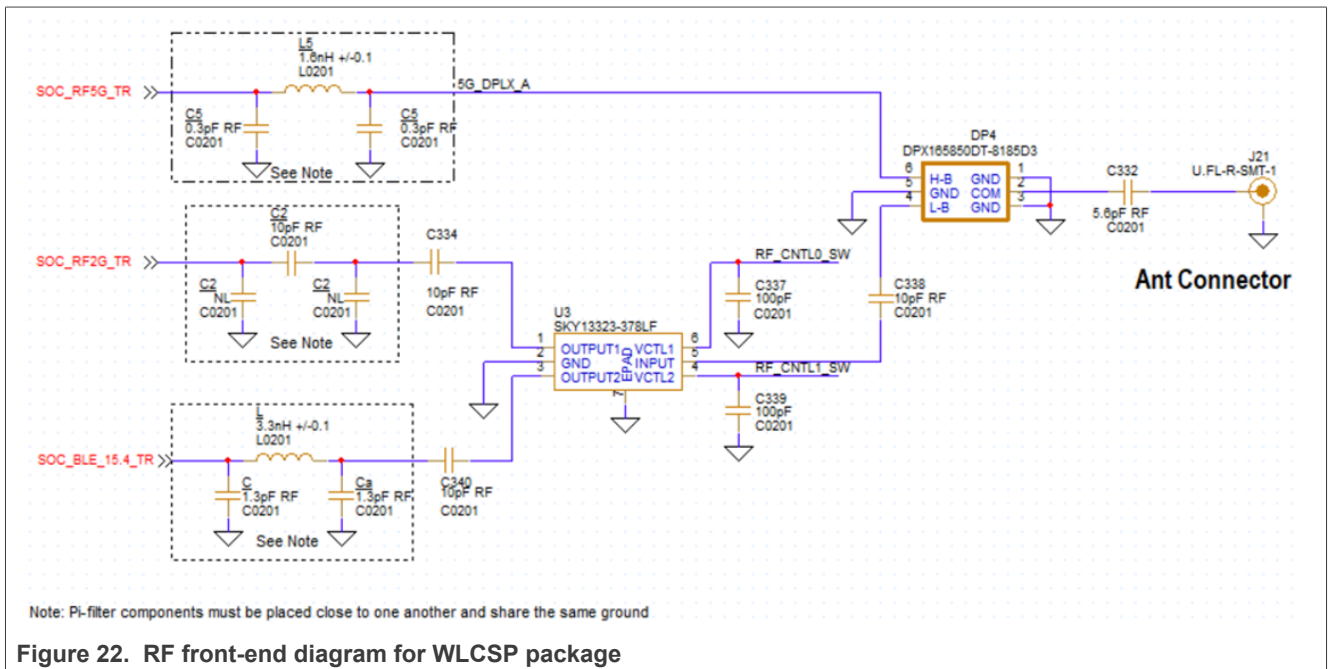 L5
1.6nH +/-0.1
L0201
SOC_RF5G_TR
5G_DPLX_A
C5
0.3pF RF
C0201
C5
0.3pF RF
C0201
See Note
DP4
DPX165850DT-8185D3
6
5
4
H-B GND
GND COM
L-B GND
1
2
3
C332
5.6pF RF
C0201
J21
U.FL-R-SMT-1
Ant Connector
C2
10pF RF
C0201
SOC_RF2G_TR
C2
NL
C0201
C2
NL
C0201
See Note
C334
10pF RF
C0201
RF_CNTL0_SW
C337
100pF
C0201
C338
10pF RF
C0201
U3
SKY13323-378LF
1
2
3
OUTPUT1 VCTL1
GND INPUT
OUTPUT2 VCTL2
EPAD
6
5
4
7
RF_CNTL1_SW
C339
100pF
C0201
L
3.3nH +/-0.1
L0201
SOC_BLE_15.4_TR
C
1.3pF RF
C0201
Ca
1.3pF RF
C0201
See Note
C340
10pF RF
C0201
Note: Pi-filter components must be placed close to one another and share the same ground
Figure 22. RF front-end diagram for WLCSP package